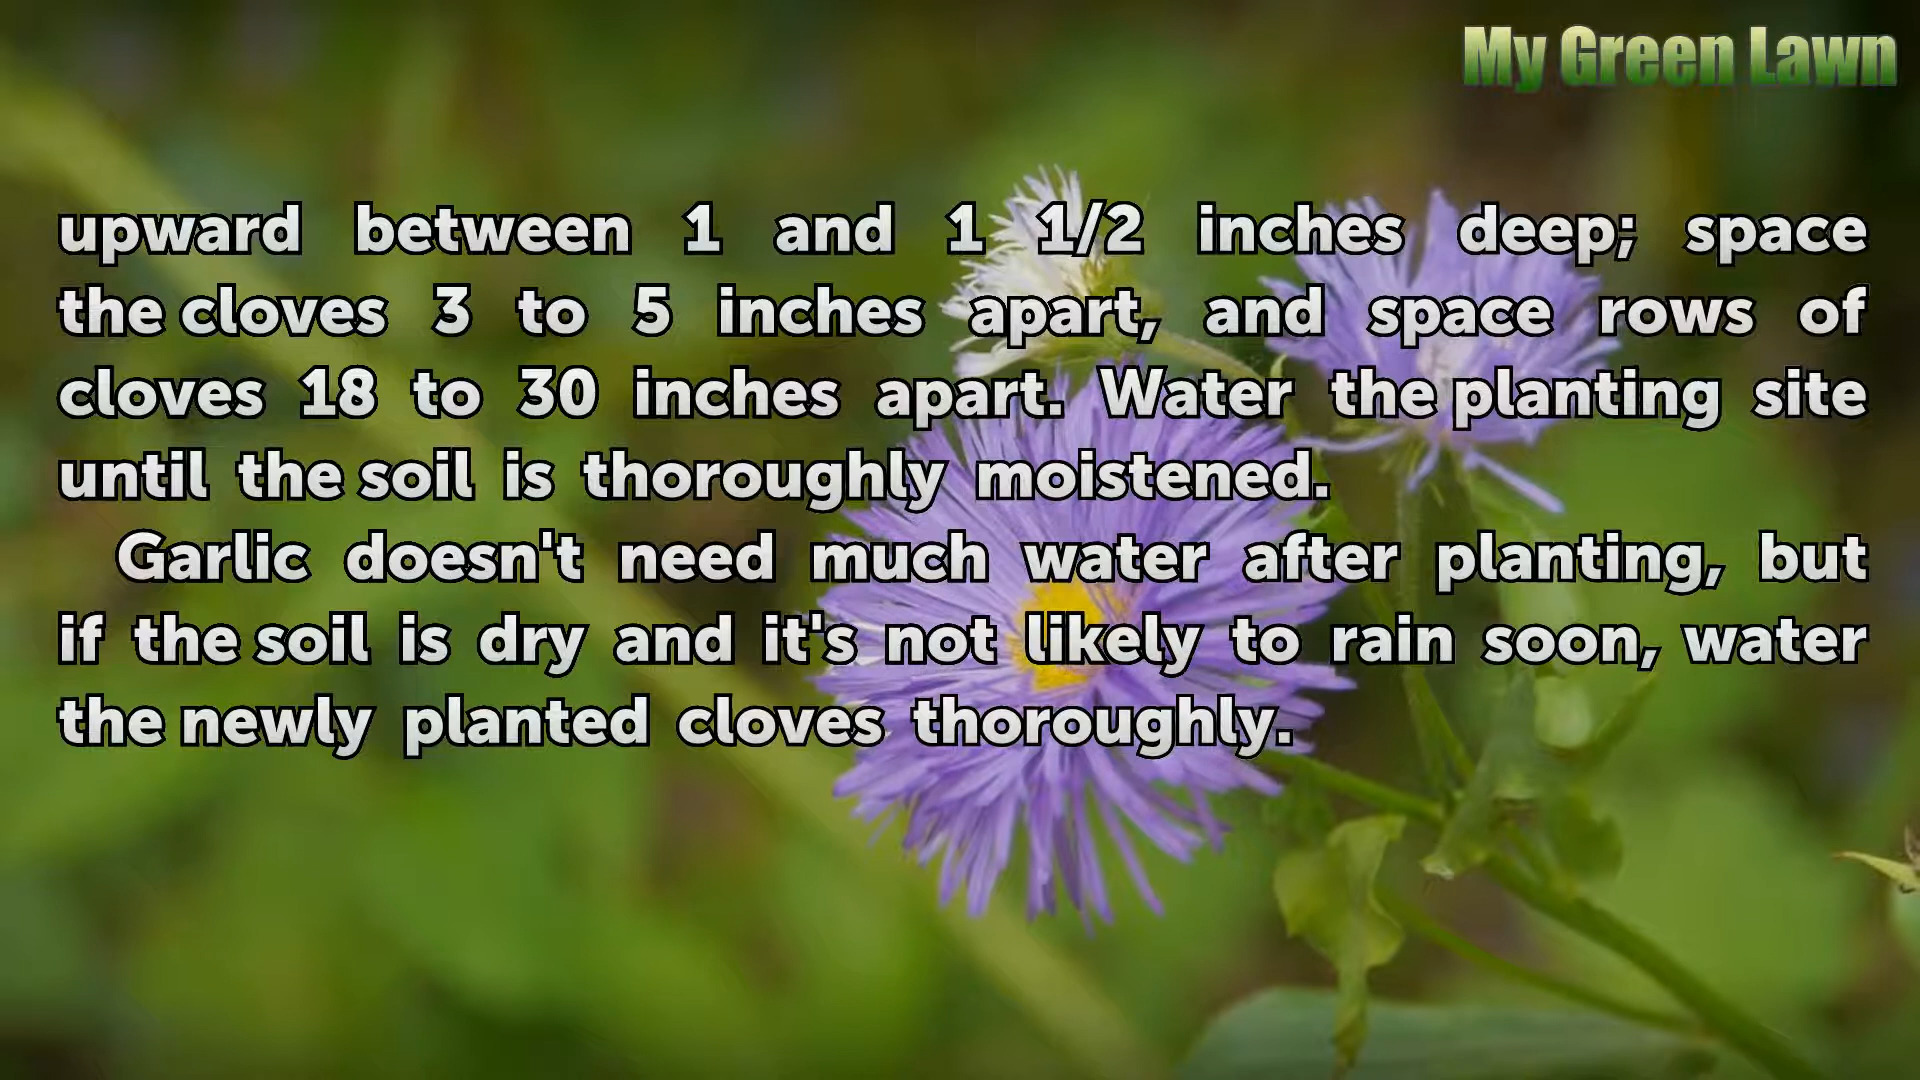 My Green Lawn
upward between 1 and 1 1/2 inches deep; space
the cloves 3 to 5 inches apart, and space rows of
cloves 18 to 30 inches apart. Water the planting site
until the soil is thoroughly moistened.
Garlic doesn't need much water after planting, but
if the soil is dry and it's not likely to rain soon, water
the newly planted cloves thoroughly.